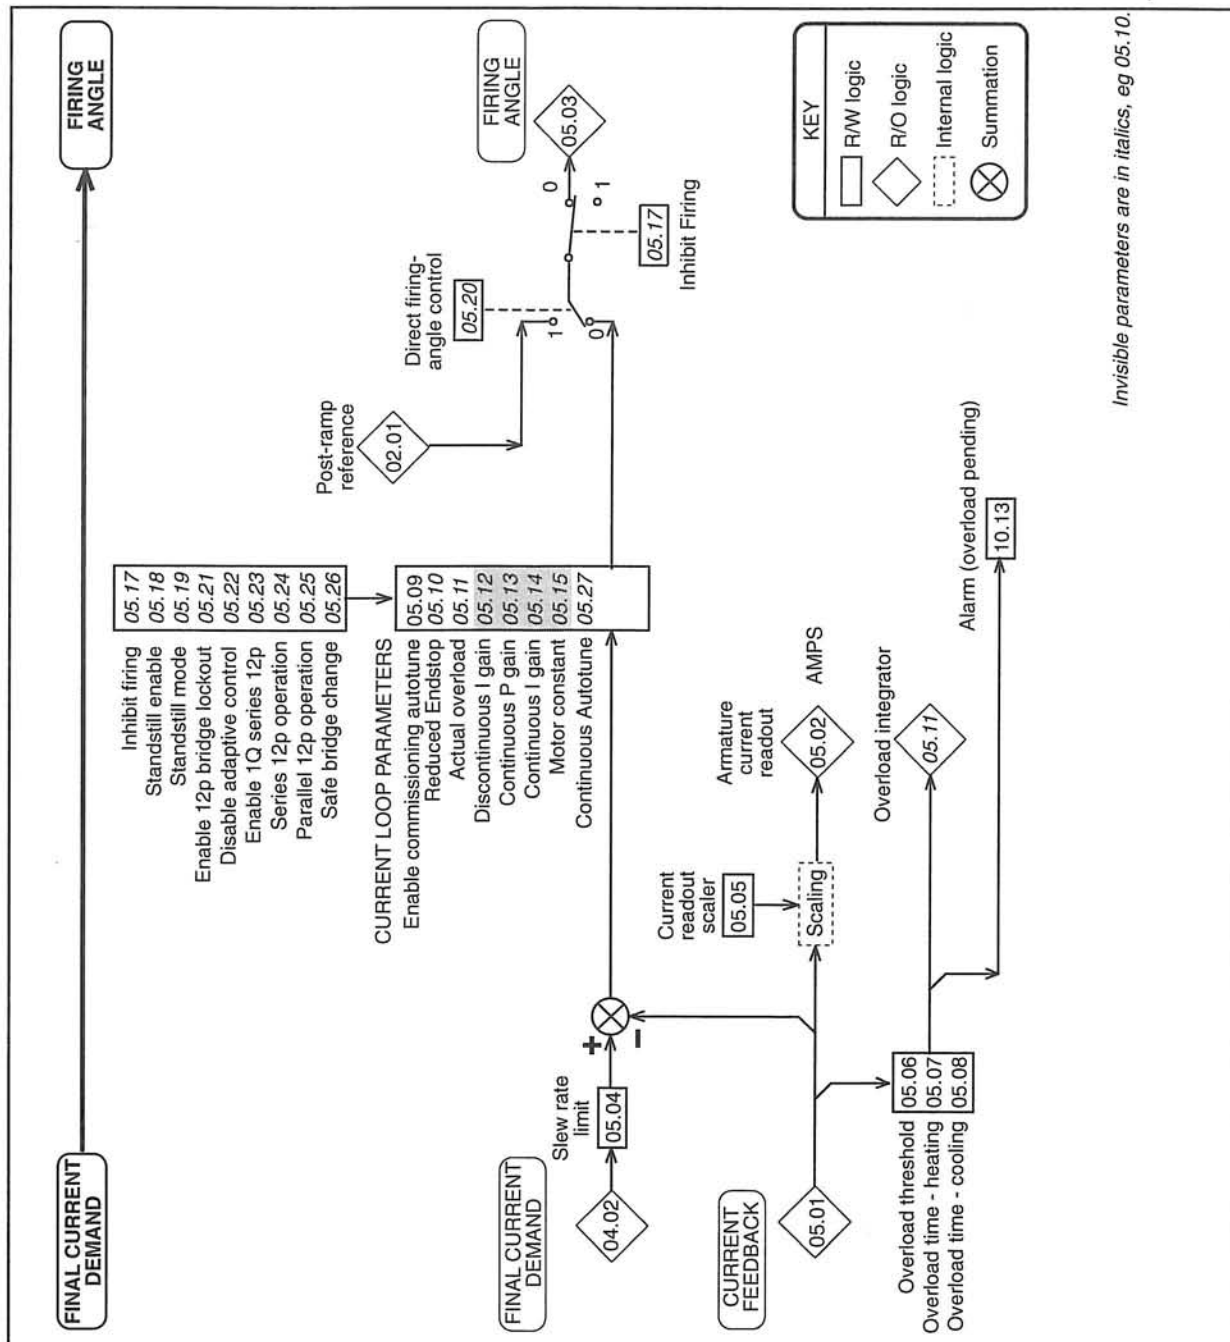 FINAL CURRENT
DEMAND
FIRING
ANGLE
Inhibit firing 05.17
Standstill enable 05.18
Standstill mode 05.19
Enable 12p bridge lockout 05.21
Disable adaptive control 05.22
Enable 1Q series 12p 05.23
Series 12p operation 05.24
Parallel 12p operation 05.25
Safe bridge change 05.26
CURRENT LOOP PARAMETERS
Enable commissioning autotune 05.09
Reduced Endstop 05.10
Actual overload 05.11
Discontinuous I gain 05.12
Continuous P gain 05.13
Continuous I gain 05.14
Motor constant 05.15
Continuous Autotune 05.27
Post-ramp
reference
02.01
Direct firing-
angle control
05.20
1
0
FIRING
ANGLE
05.03
0
1
05.17
Inhibit Firing
FINAL CURRENT
DEMAND
04.02
Slew rate
limit
05.04
+
−
CURRENT
FEEDBACK
05.01
Current
readout
scaler
05.05
Scaling
Armature
current
readout
05.02
AMPS
Overload threshold 05.06
Overload time - heating 05.07
Overload time - cooling 05.08
Overload integrator
05.11
Alarm (overload pending)
10.13
KEY
R/W logic
R/O logic
Internal logic
Summation
Invisible parameters are in italics, eg 05.10.